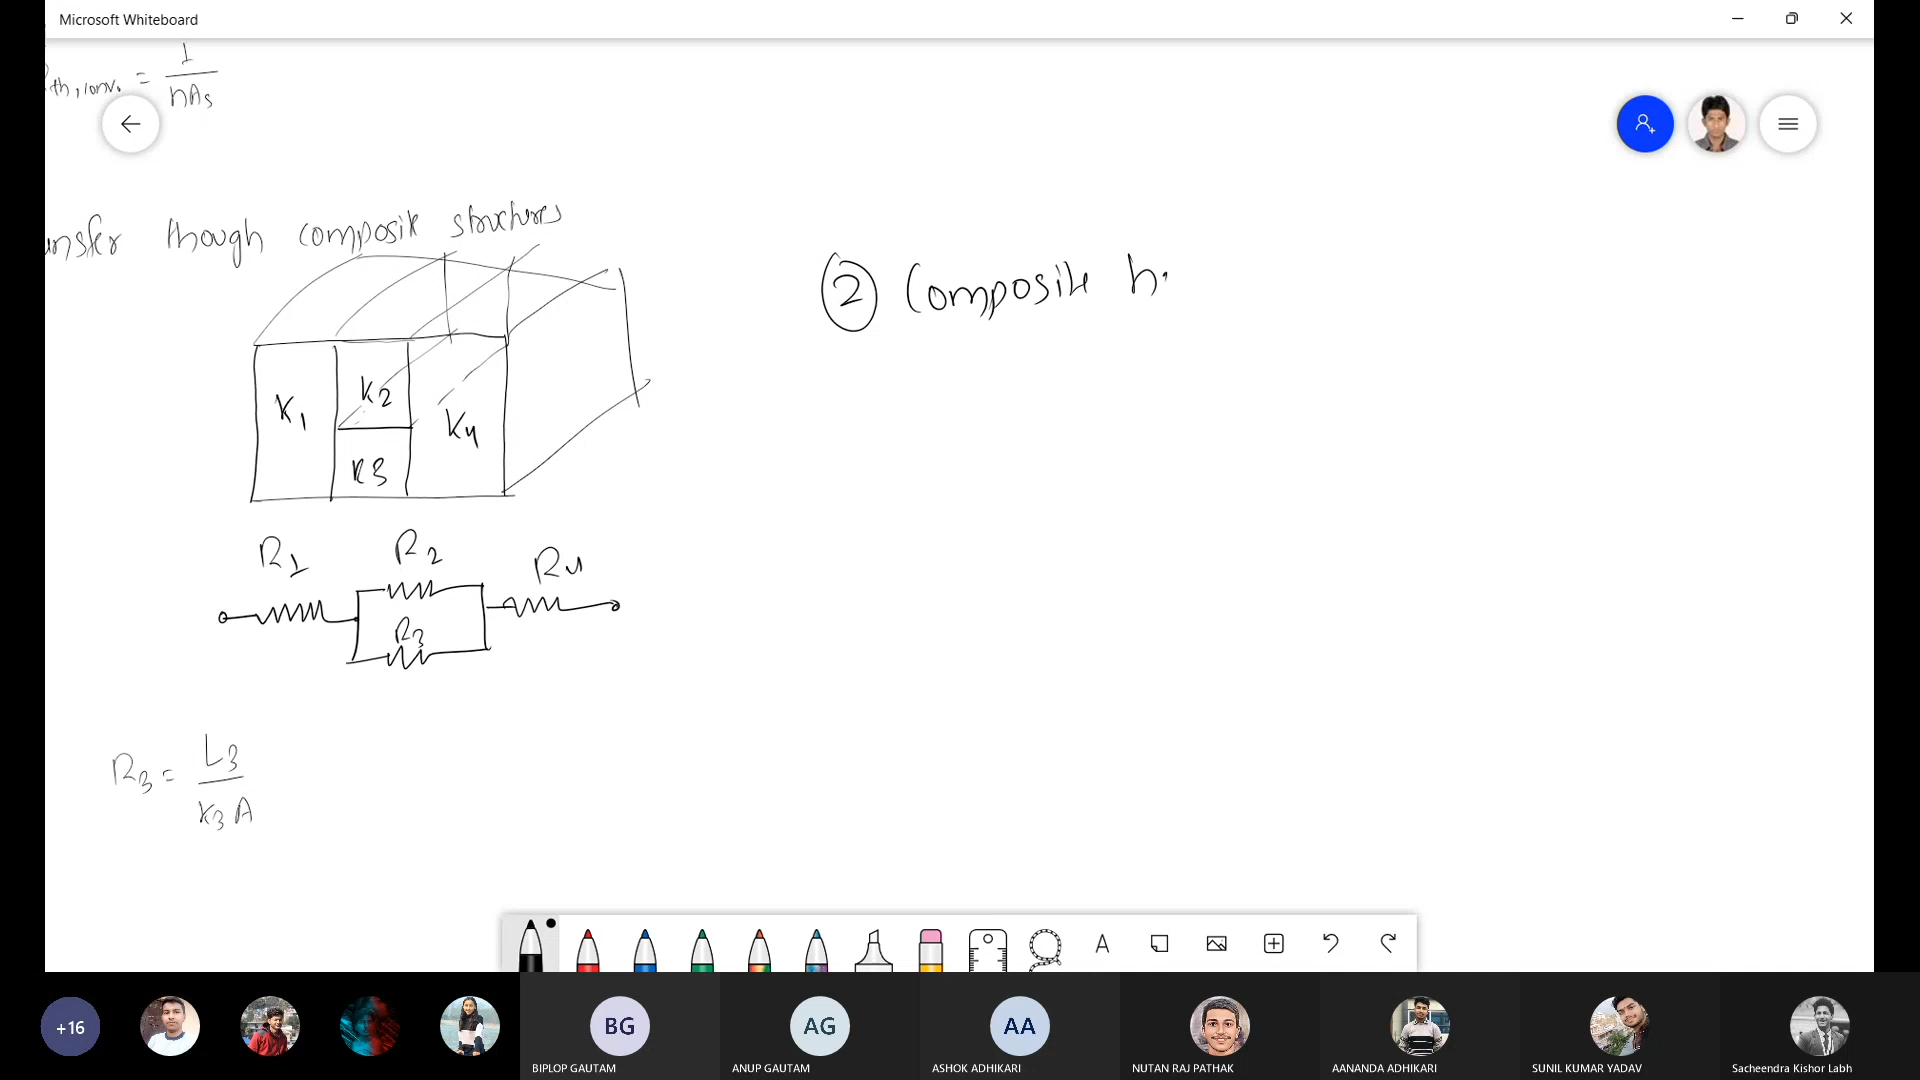 Microsoft Whiteboard
th, conv. = 1 / hAs
ansfer though composite structures
② Composite h
K1 K2 K3 K4
R1 R2 R4
R3
R3 = L3 / K3 A
A
+16
BG AG AA
BIPLOP GAUTAM ANUP GAUTAM ASHOK ADHIKARI NUTAN RAJ PATHAK AANANDA ADHIKARI SUNIL KUMAR YADAV Sacheendra Kishor Labh